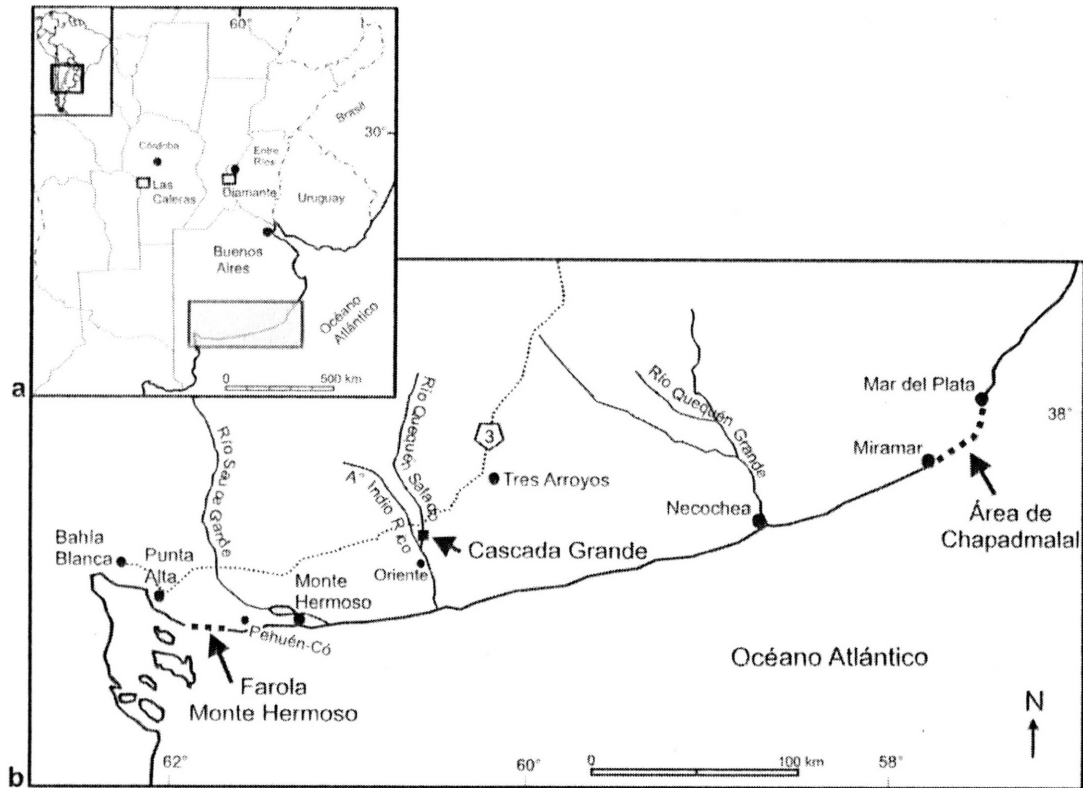 60°
Brasil
30°
Córdoba
Entre
Ríos
Las
Caleras
Diamante
Uruguay
Buenos
Aires
Océano
Atlántico
0 500 km
a
Mar del Plata
38°
Río Quequén Salado
Río Quequén Grande
3
Miramar
Río Sauce Grande
A° Indio Rico
Tres Arroyos
Necochea
Área de
Chapadmalal
Bahía
Blanca
Punta
Alta
Cascada Grande
Oriente
Monte
Hermoso
Pehuén-Có
Océano Atlántico
Farola
Monte Hermoso
N
62°
60°
0 100 km
58°
b